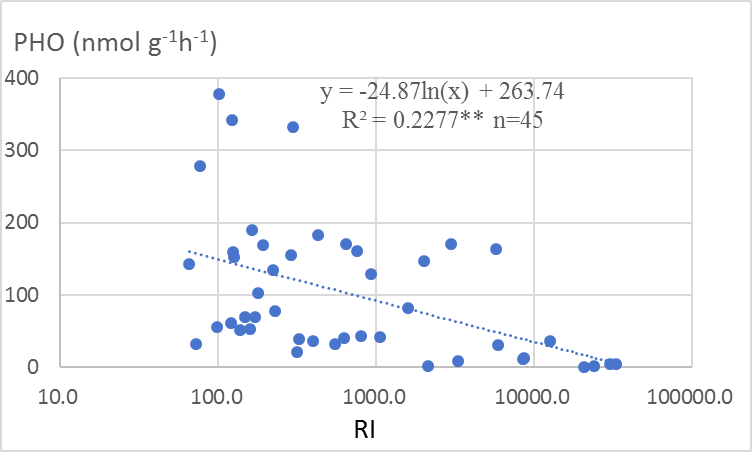 PHO (nmol g⁻¹h⁻¹)
y = -24.87ln(x) + 263.74
R² = 0.2277** n=45
400
300
200
100
0
10.0 100.0 1000.0 10000.0 100000.0
RI